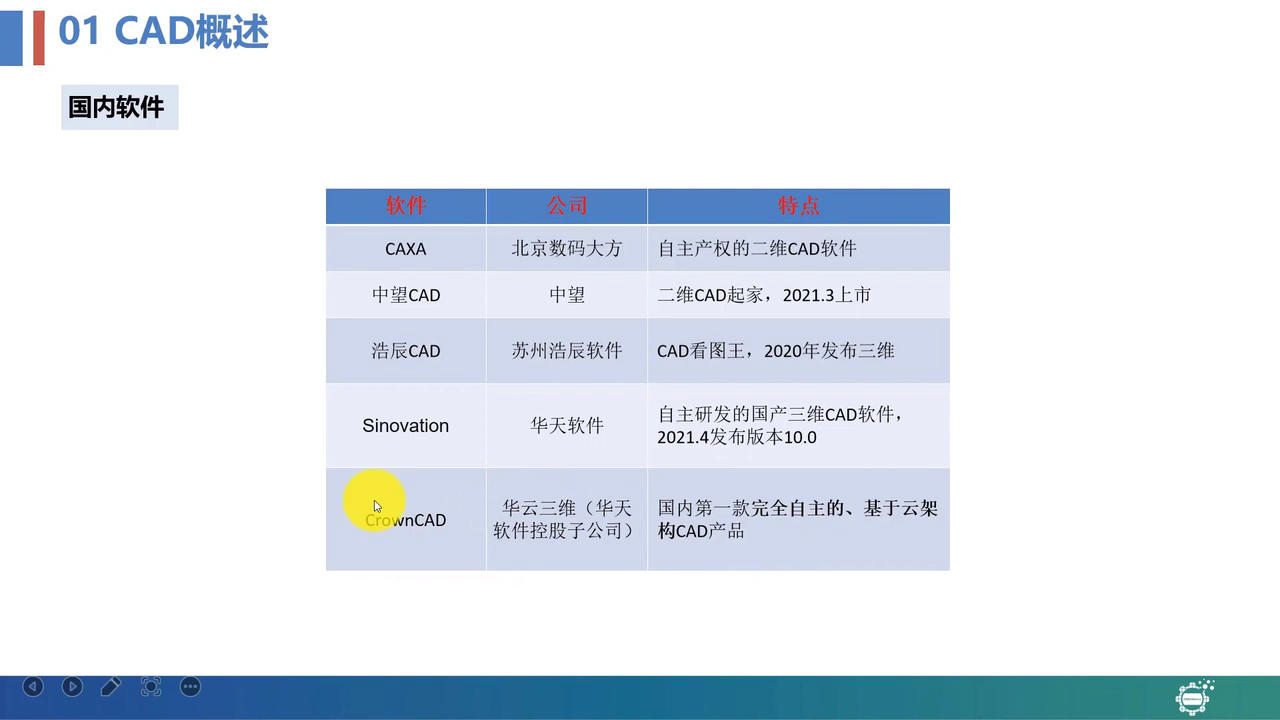 01 CAD概述
国内软件
软件 公司 特点
CAXA 北京数码大方 自主产权的二维CAD软件
中望CAD 中望 二维CAD起家，2021.3上市
浩辰CAD 苏州浩辰软件 CAD看图王，2020年发布三维
Sinovation 华天软件 自主研发的国产三维CAD软件，
2021.4发布版本10.0
CrownCAD 华云三维（华天
软件控股子公司） 国内第一款完全自主的、基于云架
构CAD产品